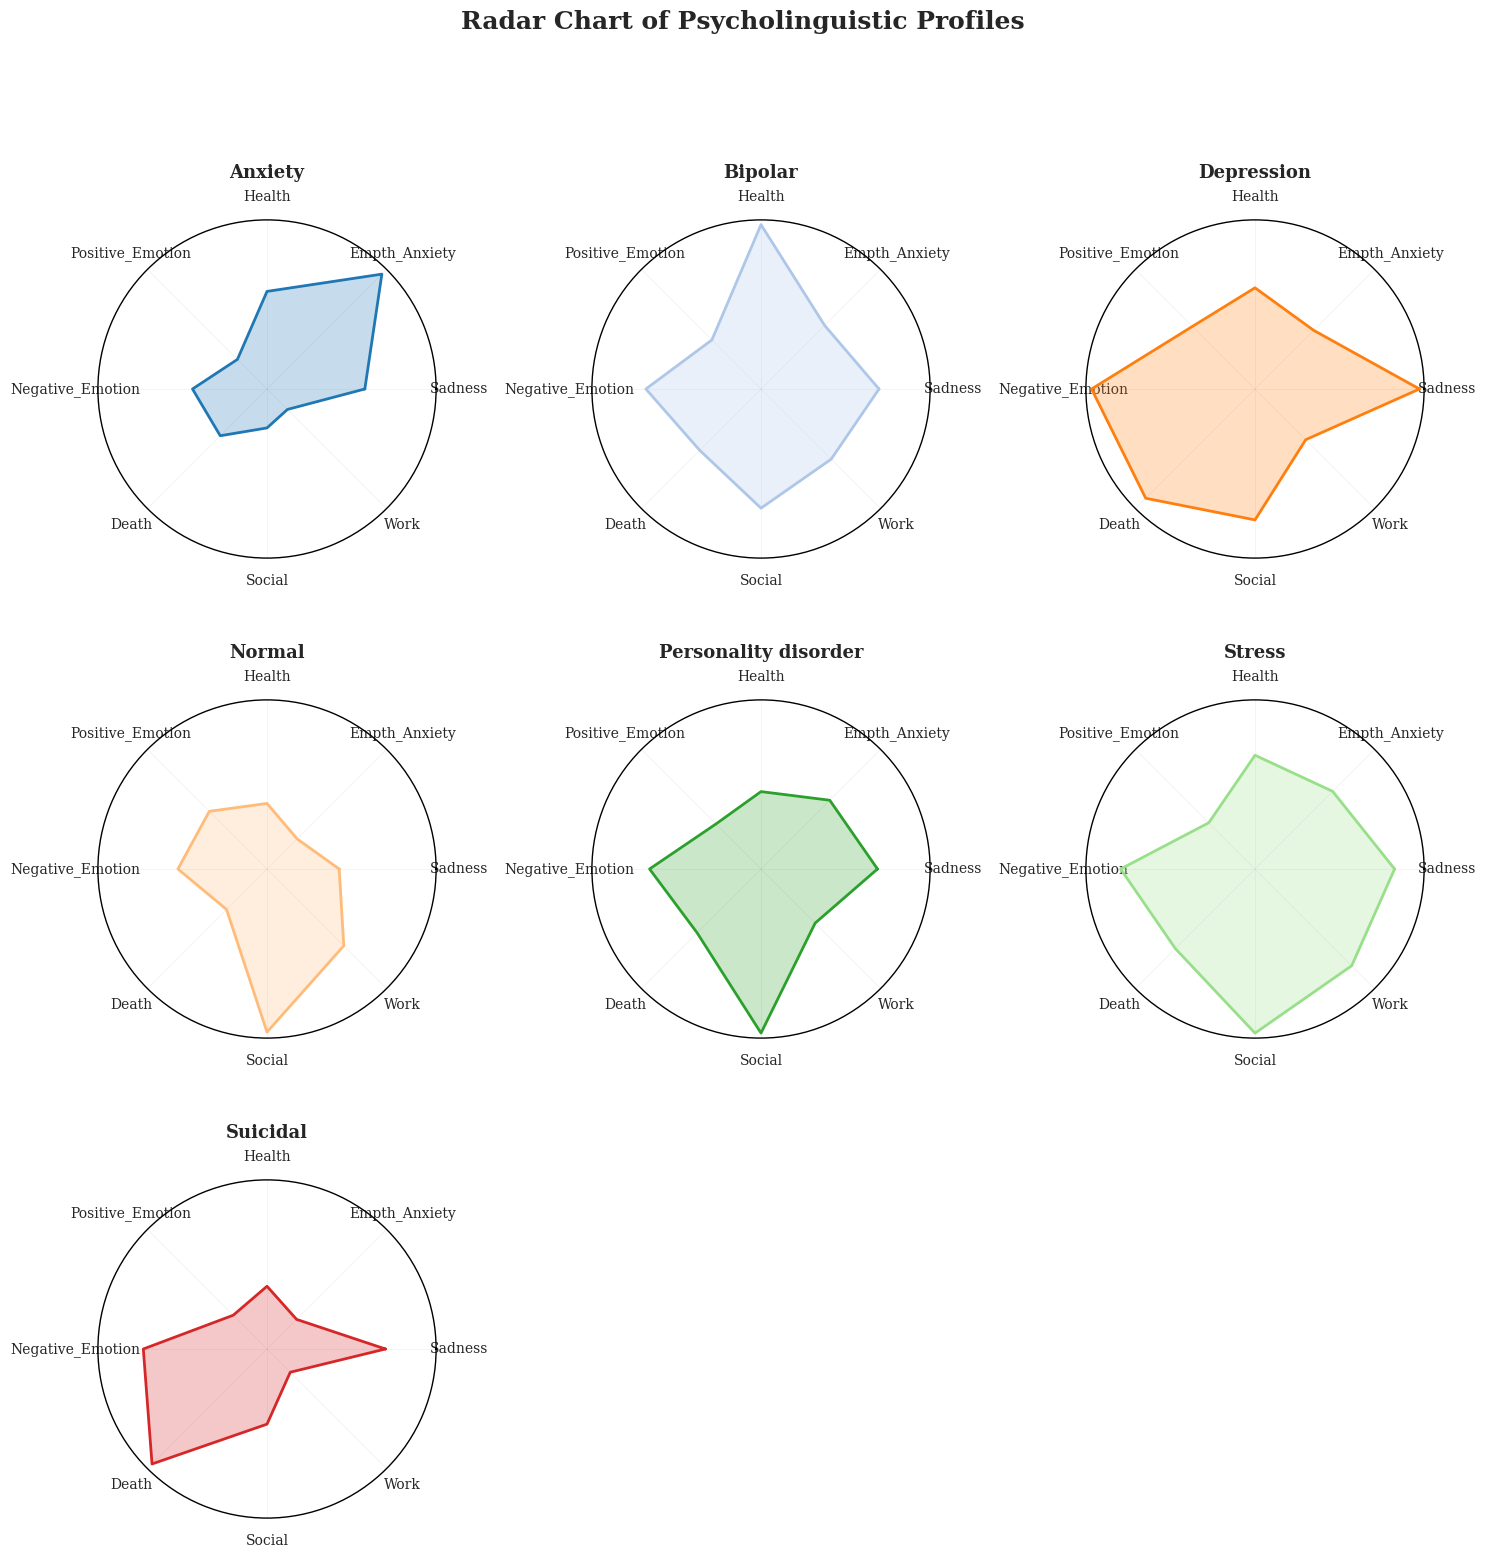 Radar Chart of Psycholinguistic Profiles
Anxiety
Health
Positive_Emotion
Empth_Anxiety
Negative_Emotion
Sadness
Death
Work
Social
Bipolar
Health
Positive_Emotion
Empth_Anxiety
Negative_Emotion
Sadness
Death
Work
Social
Depression
Health
Positive_Emotion
Empth_Anxiety
Negative_Emotion
Sadness
Death
Work
Social
Normal
Health
Positive_Emotion
Empth_Anxiety
Negative_Emotion
Sadness
Death
Work
Social
Personality disorder
Health
Positive_Emotion
Empth_Anxiety
Negative_Emotion
Sadness
Death
Work
Social
Stress
Health
Positive_Emotion
Empth_Anxiety
Negative_Emotion
Sadness
Death
Work
Social
Suicidal
Health
Positive_Emotion
Empth_Anxiety
Negative_Emotion
Sadness
Death
Work
Social